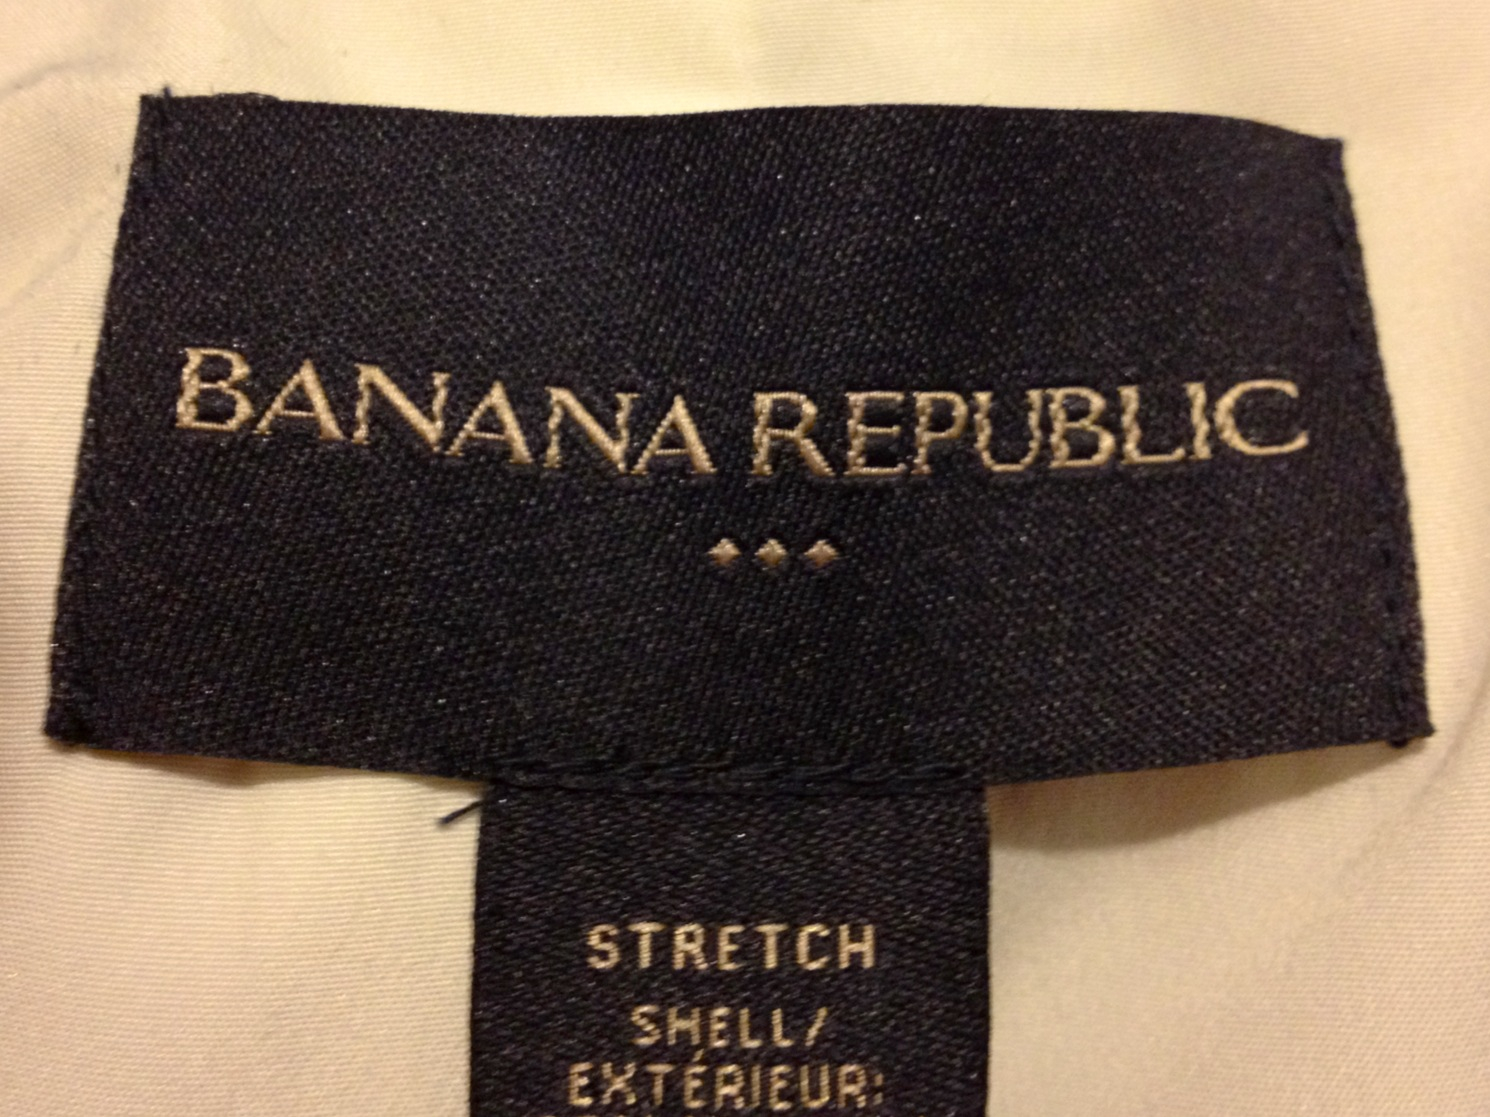 BANANA REPUBLIC
STRETCH
SHELL/
EXTÉRIEUR: